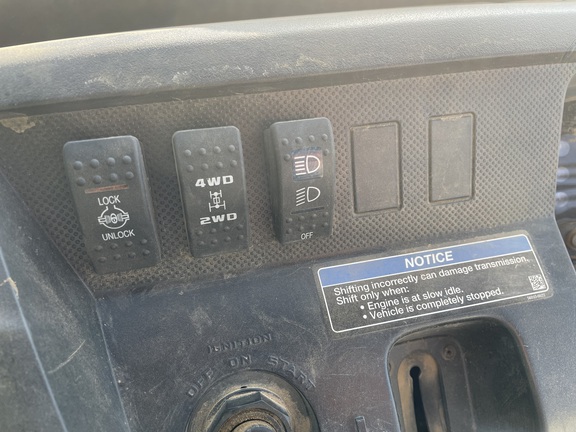 LOCK
UNLOCK
4WD
2WD
OFF
NOTICE
Shifting incorrectly can damage transmission.
Shift only when:
• Engine is at slow idle.
• Vehicle is completely stopped.
IGNITION
OFF ON START